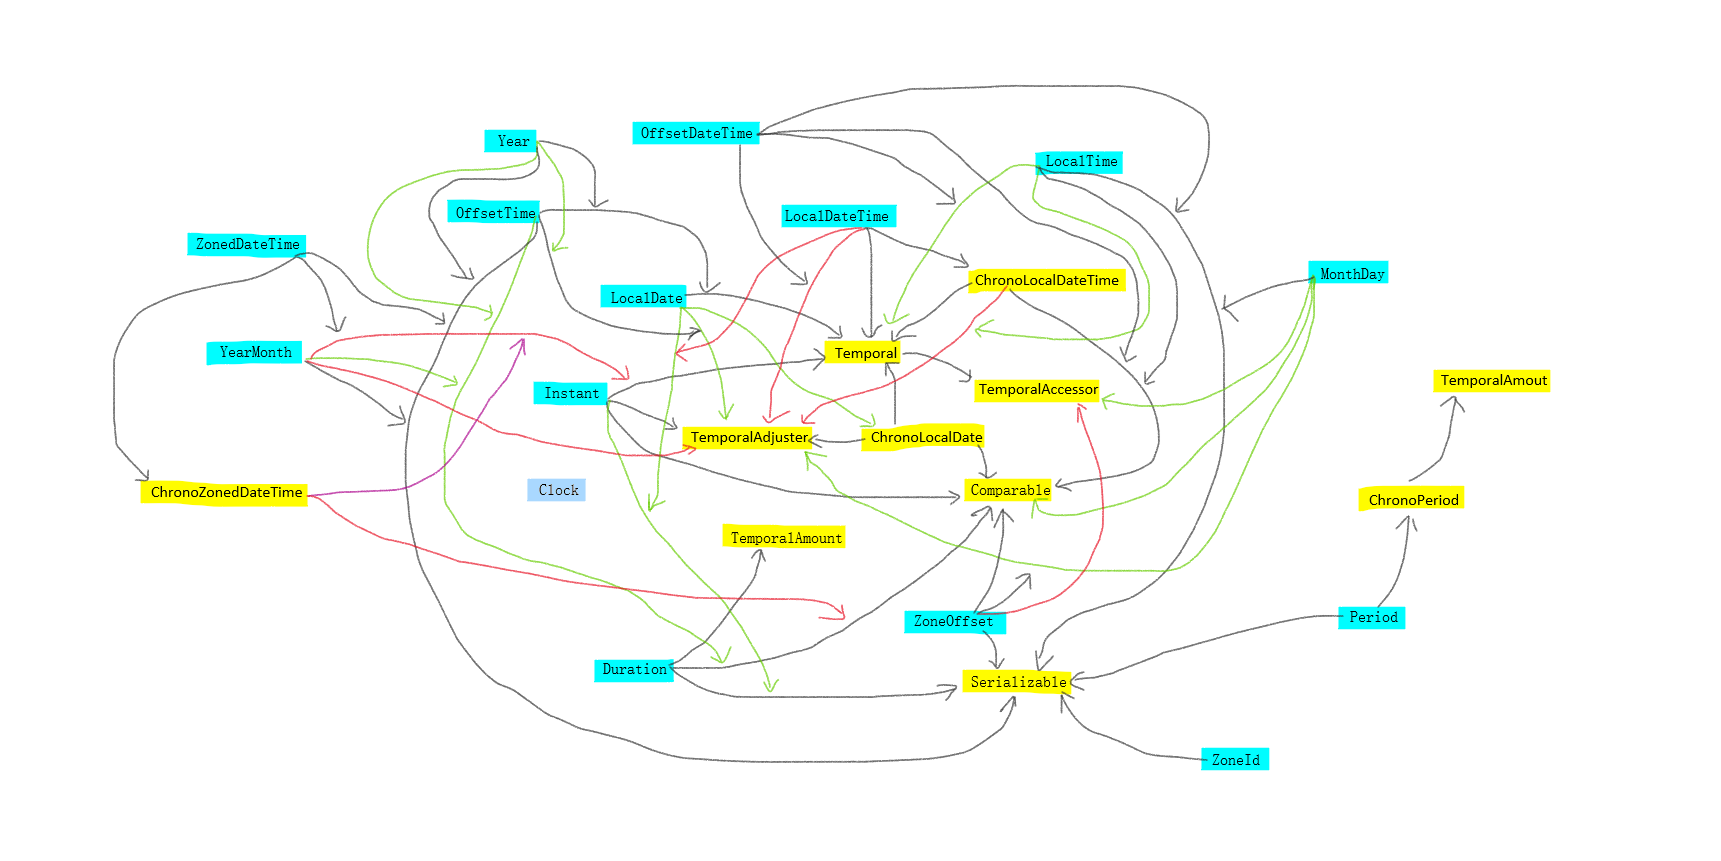 OffsetDateTime
Year
LocalTime
OffsetTime
LocalDateTime
ZonedDateTime
MonthDay
ChronoLocalDateTime
LocalDate
YearMonth
Temporal
TemporalAmout
TemporalAccessor
Instant
TemporalAdjuster
ChronoLocalDate
Clock
Comparable
ChronoZonedDateTime
ChronoPeriod
TemporalAmount
ZoneOffset
Period
Duration
Serializable
ZoneId